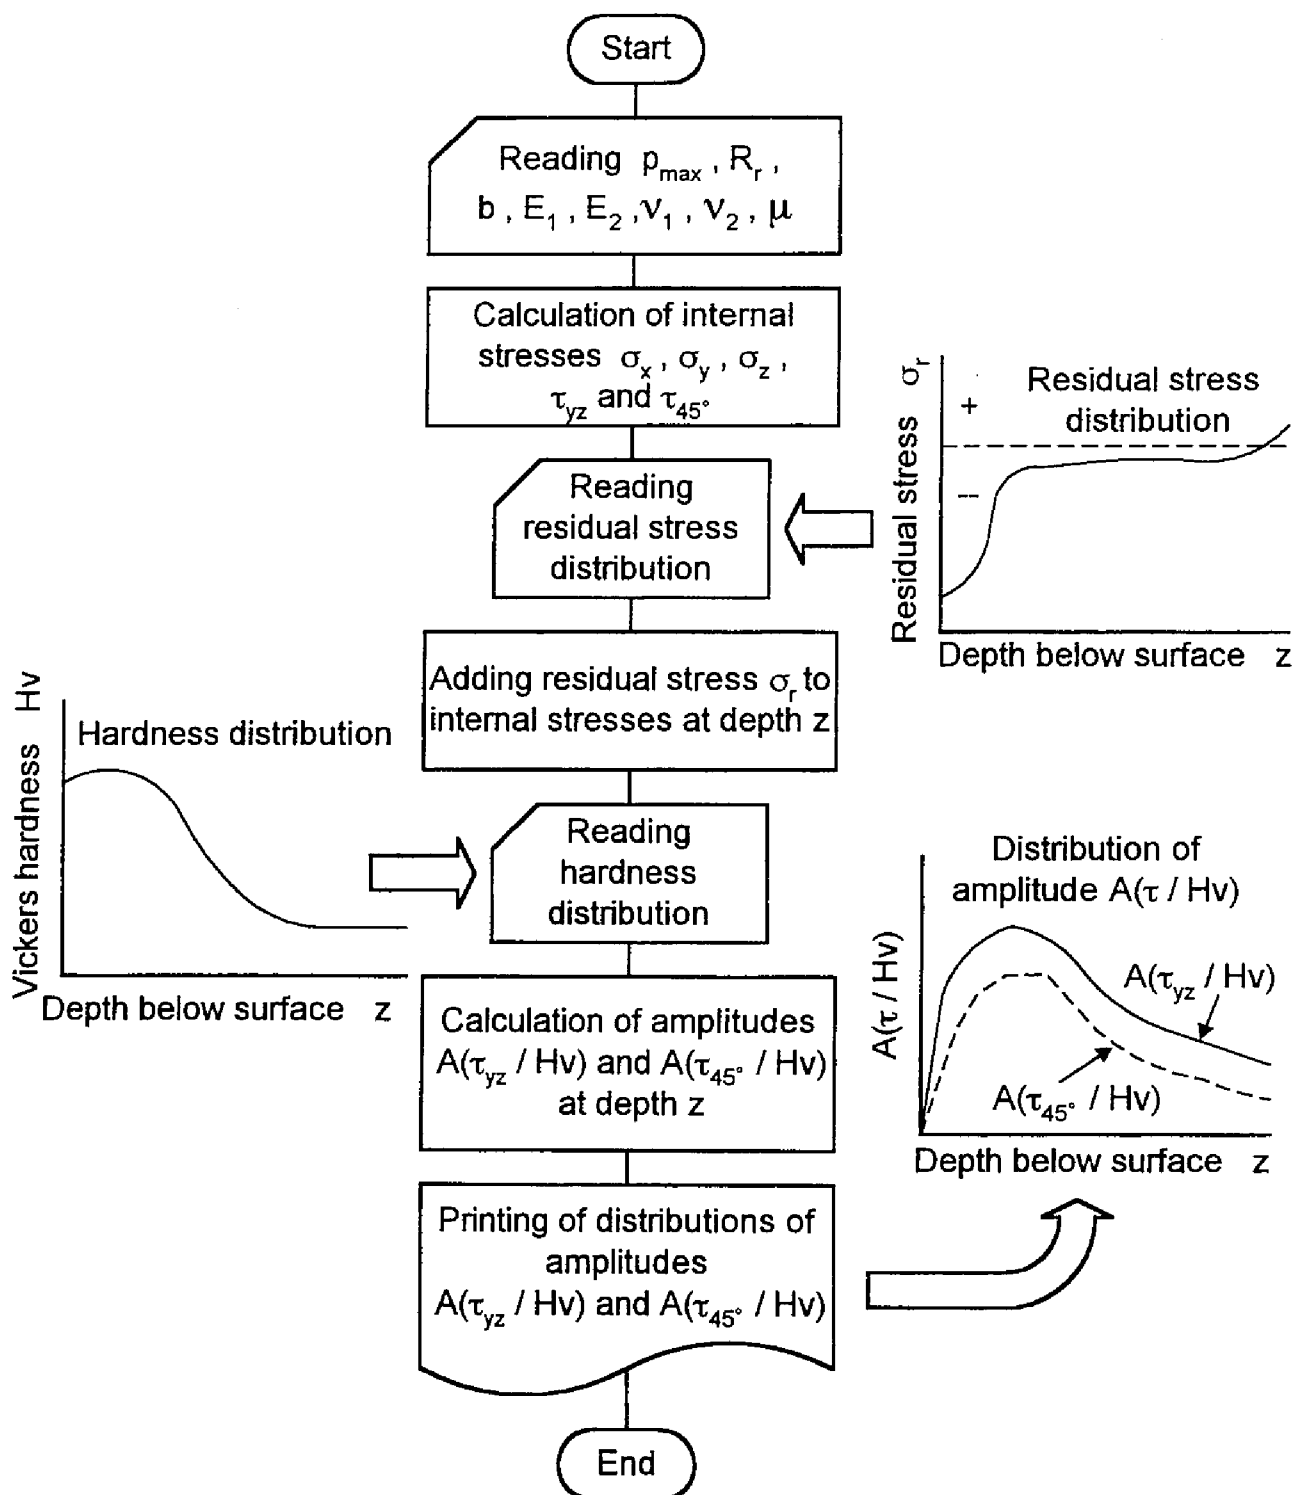 Start
Reading p_max , R_r ,
b , E_1 , E_2 , ν_1 , ν_2 , μ
Calculation of internal
stresses σ_x , σ_y , σ_z ,
τ_yz and τ_45°
Reading
residual stress
distribution
Residual stress σ_r
+
--
Residual stress
distribution
Depth below surface z
Adding residual stress σ_r to
internal stresses at depth z
Vickers hardness Hv
Hardness distribution
Depth below surface z
Reading
hardness
distribution
Calculation of amplitudes
A(τ_yz / Hv) and A(τ_45° / Hv)
at depth z
Distribution of
amplitude A(τ / Hv)
A(τ / Hv)
A(τ_yz / Hv)
A(τ_45° / Hv)
Depth below surface z
Printing of distributions of
amplitudes
A(τ_yz / Hv) and A(τ_45° / Hv)
End